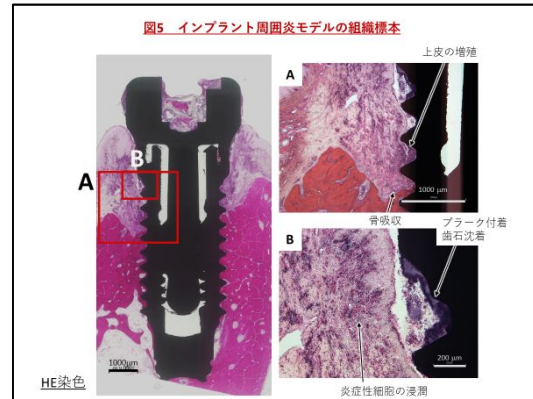 図5 インプラント周囲炎モデルの組織標本
上皮の増殖
A
1000 μm
骨吸収
プラーク付着
歯石沈着
B
200 μm
炎症性細胞の浸潤
A
B
1000μm
HE染色